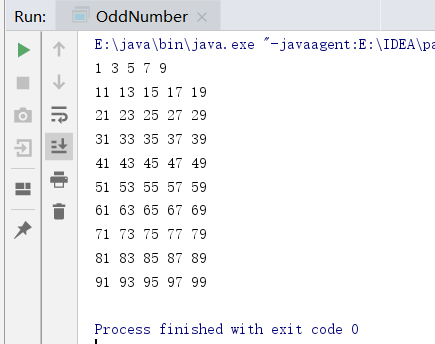 Run: OddNumber
E:\java\bin\java.exe "-javaagent:E:\IDEA\pa
1 3 5 7 9
11 13 15 17 19
21 23 25 27 29
31 33 35 37 39
41 43 45 47 49
51 53 55 57 59
61 63 65 67 69
71 73 75 77 79
81 83 85 87 89
91 93 95 97 99
Process finished with exit code 0